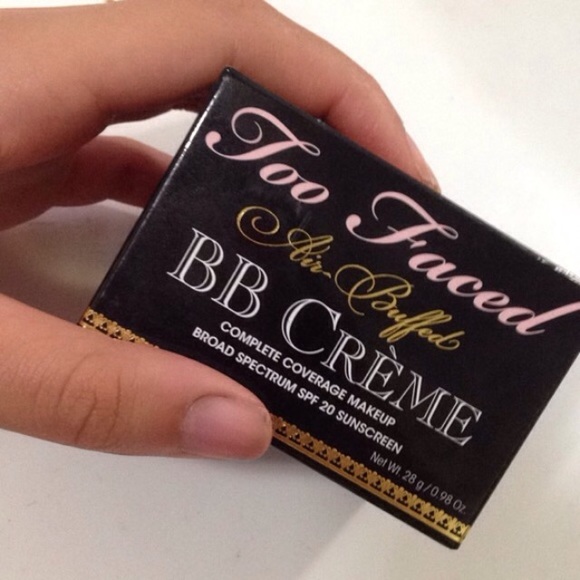 Too Faced
Air-Buffed
BB CRÈME
COMPLETE COVERAGE MAKEUP
BROAD SPECTRUM SPF 20 SUNSCREEN
Net Wt. 28 g / 0.98 Oz.